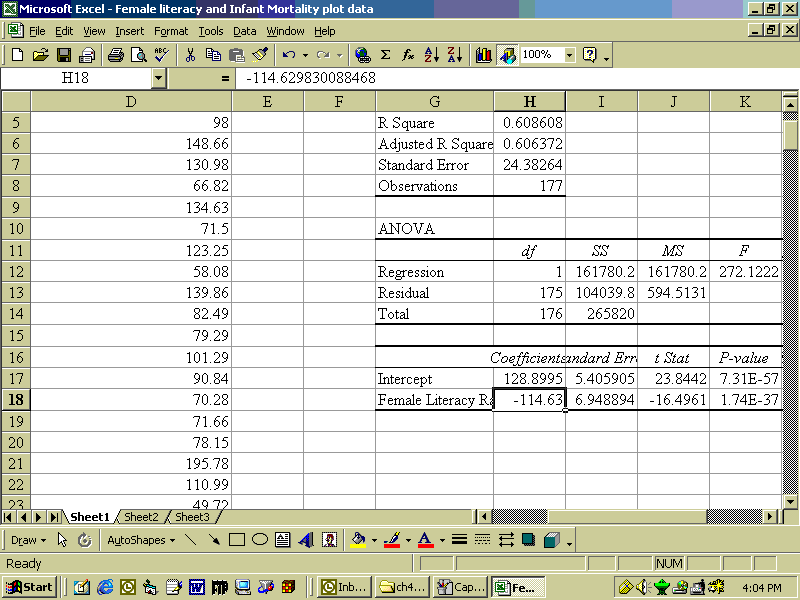 Microsoft Excel - Female literacy and Infant Mortality plot data
File Edit View Insert Format Tools Data Window Help
100%
H18 = -114.629830088468
D E F G H I J K
5 98 R Square 0.608608
6 148.66 Adjusted R Square 0.606372
7 130.98 Standard Error 24.38264
8 66.82 Observations 177
9 134.63
10 71.5 ANOVA
11 123.25 df SS MS F
12 58.08 Regression 1 161780.2 161780.2 272.1222
13 139.86 Residual 175 104039.8 594.5131
14 82.49 Total 176 265820
15 79.29
16 101.29 Coefficients andard Erro t Stat P-value
17 90.84 Intercept 128.8995 5.405905 23.8442 7.31E-57
18 70.28 Female Literacy Ra -114.63 6.948894 -16.4961 1.74E-37
19 71.66
20 78.15
21 195.78
22 110.99
23 49.72
Sheet1 Sheet2 Sheet3
Draw AutoShapes
Ready NUM
Start Inb... ch4... Cap... Fe... 4:04 PM